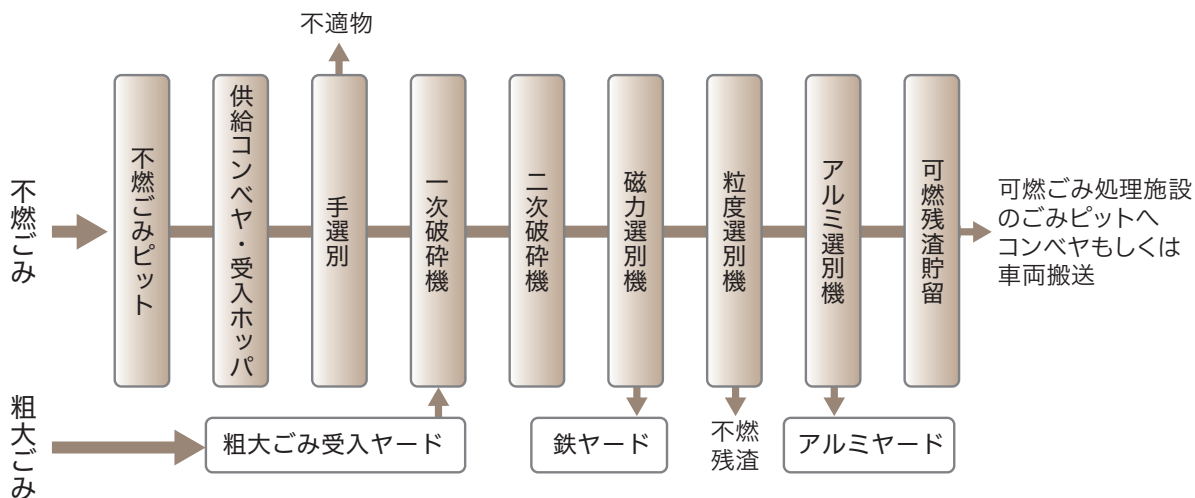 不適物
不燃ごみ
不燃ごみピット
供給コンベヤ・受入ホッパ
手選別
一次破砕機
二次破砕機
磁力選別機
粒度選別機
アルミ選別機
可燃残渣貯留
可燃ごみ処理施設
のごみピットへ
コンベヤもしくは
車両搬送
粗大ごみ
粗大ごみ受入ヤード
鉄ヤード
不燃
残渣
アルミヤード